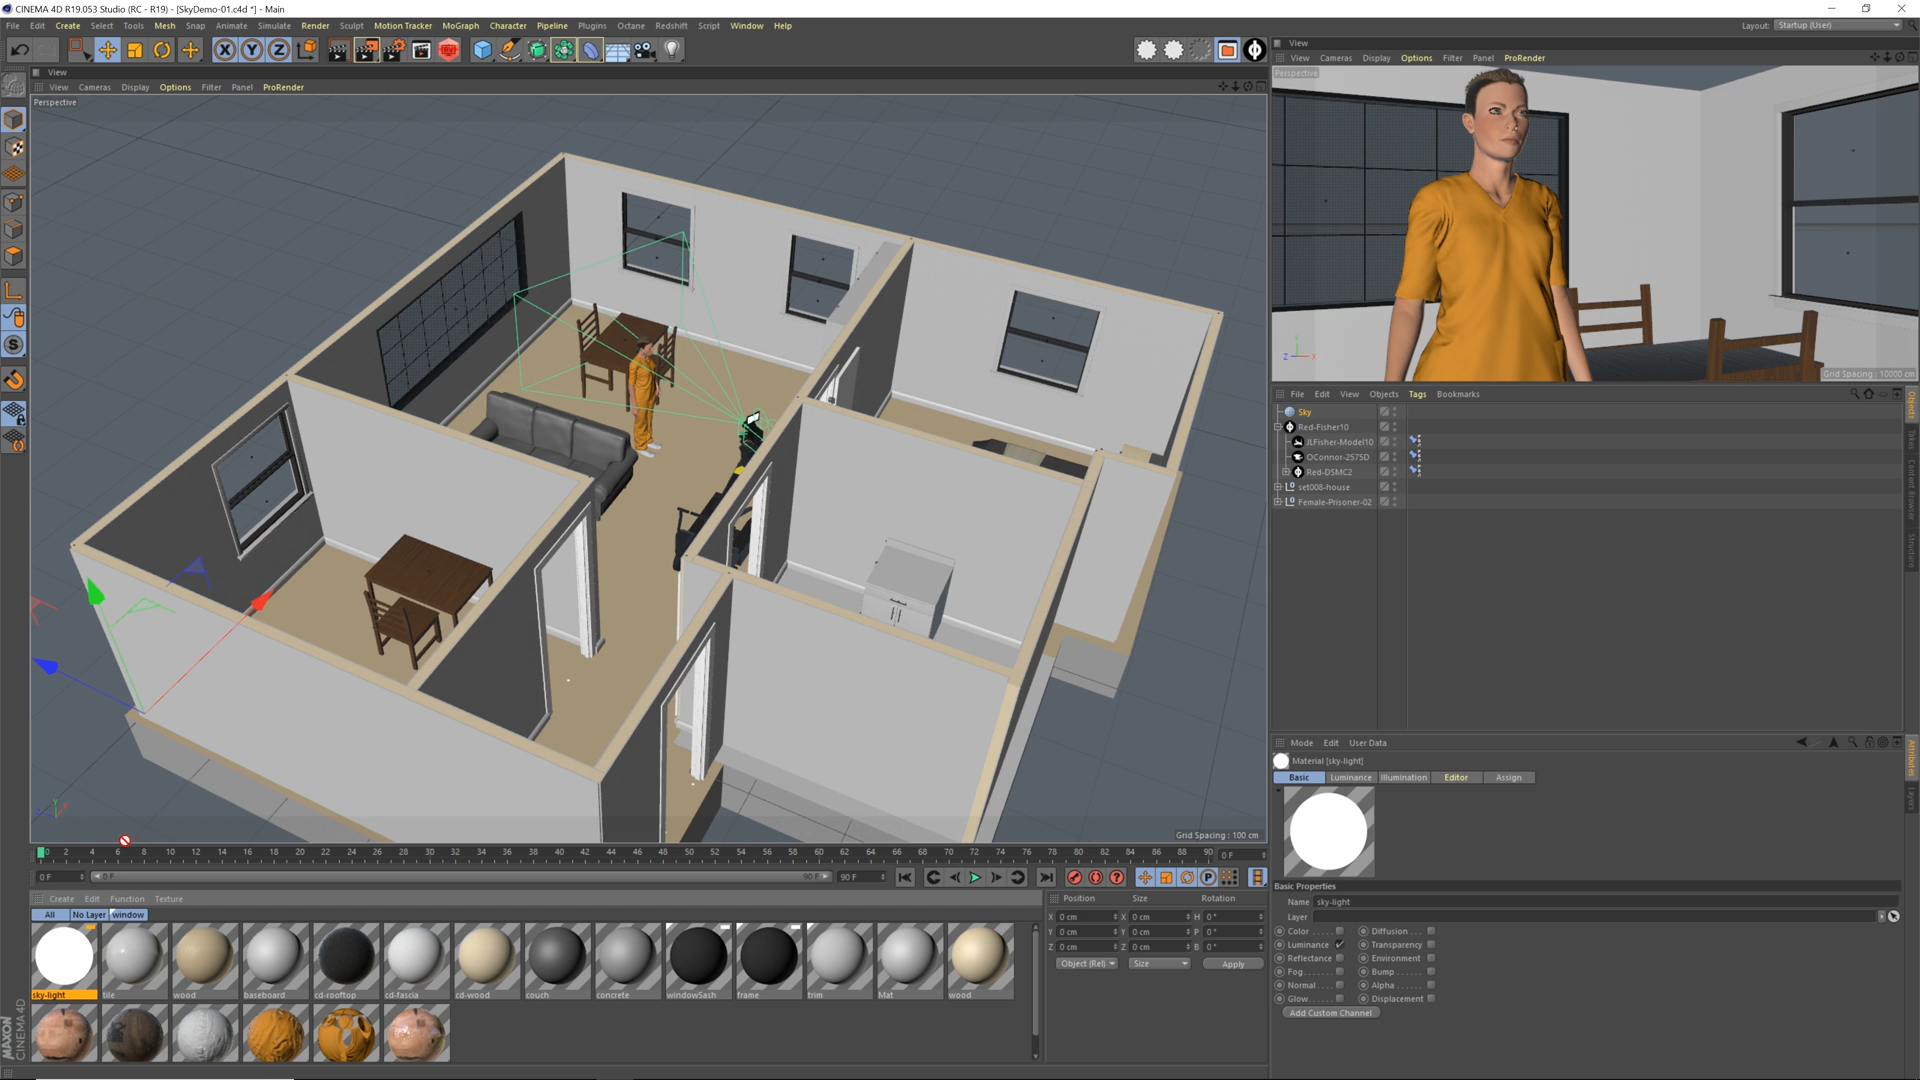 CINEMA 4D R19.053 Studio (RC - R19) - [SkyDemo-01.c4d *] - Main
File Edit Create Select Tools Mesh Snap Animate Simulate Render Sculpt Motion Tracker MoGraph Character Pipeline Plugins Octane Redshift Script Window Help
Layout: Startup (User)
X Y Z
View
View Cameras Display Options Filter Panel ProRender
Perspective
Grid Spacing : 100 cm
View
View Cameras Display Options Filter Panel ProRender
Perspective
Y
Z X
Grid Spacing : 10000 cm
File Edit View Objects Tags Bookmarks
Sky
Red-Fisher10
JLFisher-Model10
OConnor-2575D
Red-DSMC2
set008-house
Female-Prisoner-02
Objects
Takes
Content Browser
Structure
Mode Edit User Data
Material [sky-light]
Basic Luminance Illumination Editor Assign
Attributes
Layers
Basic Properties
Name sky-light
Layer
Color Diffusion
Luminance Transparency
Reflectance Environment
Fog Bump
Normal Alpha
Glow Displacement
Add Custom Channel
0 2 4 6 8 10 12 14 16 18 20 22 24 26 28 30 32 34 36 38 40 42 44 46 48 50 52 54 56 58 60 62 64 66 68 70 72 74 76 78 80 82 84 86 88 90 0 F
0 F 0 F 90 F 90 F
Create Edit Function Texture
All No Layer window
sky-light tile wood baseboard cd-rooftop cd-fascia cd-wood couch concrete windowSash frame trim Mat wood
Position Size Rotation
X 0 cm X 0 cm H 0 °
Y 0 cm Y 0 cm P 0 °
Z 0 cm Z 0 cm B 0 °
Object (Rel) Size Apply
MAXON
CINEMA 4D